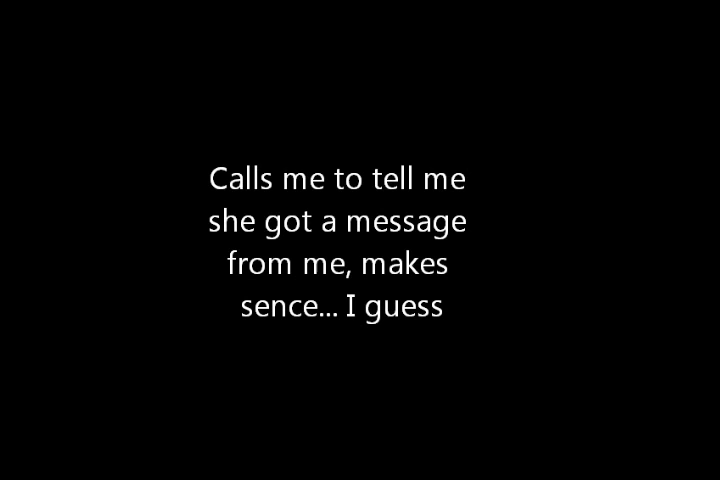 Calls me to tell me
she got a message
from me, makes
sence... I guess